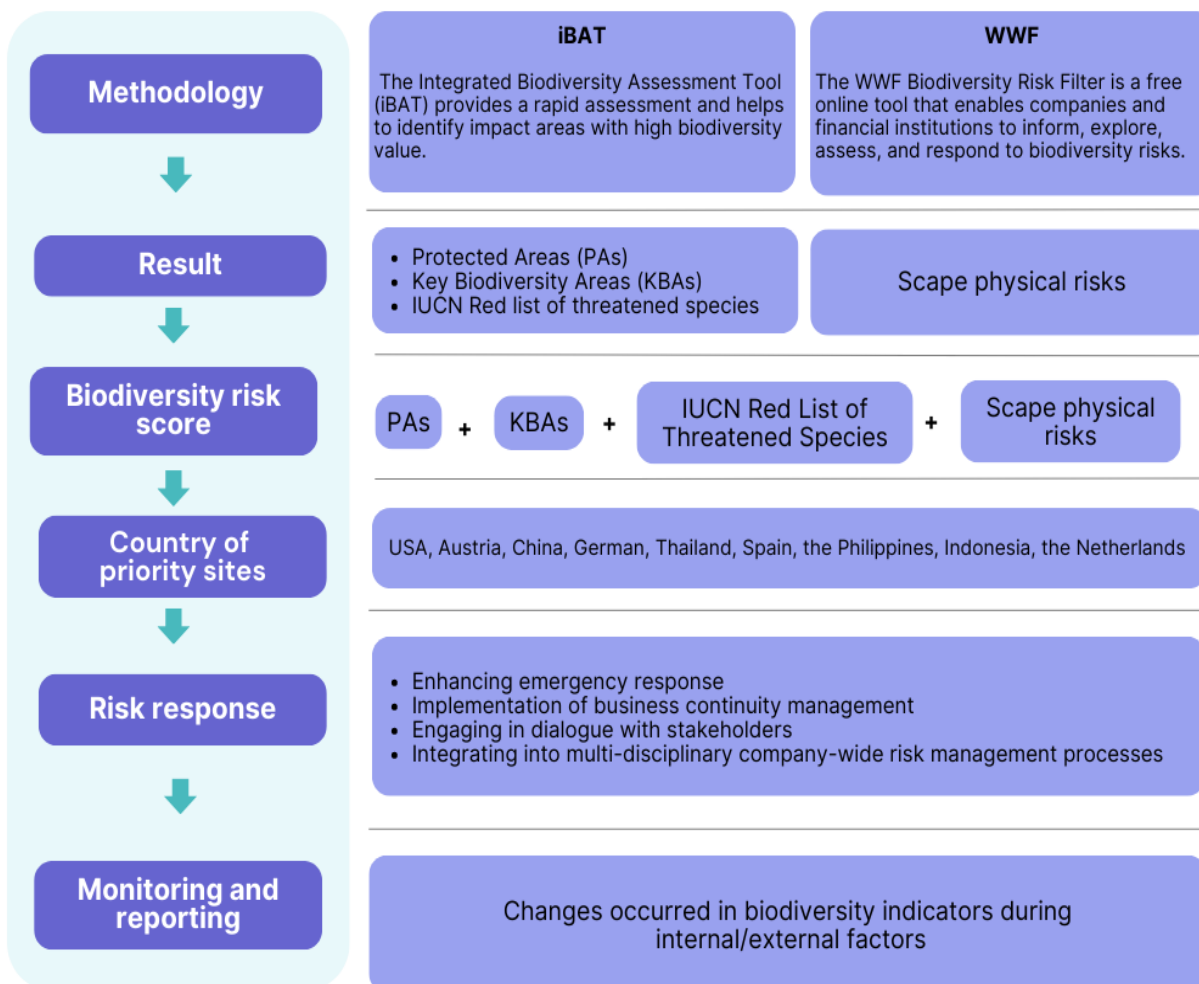 Methodology
iBAT
The Integrated Biodiversity Assessment Tool
(iBAT) provides a rapid assessment and helps
to identify impact areas with high biodiversity
value.
WWF
The WWF Biodiversity Risk Filter is a free
online tool that enables companies and
financial institutions to inform, explore,
assess, and respond to biodiversity risks.
Result
• Protected Areas (PAs)
• Key Biodiversity Areas (KBAs)
• IUCN Red list of threatened species
Scape physical risks
Biodiversity risk
score
PAs
+
KBAs
+
IUCN Red List of
Threatened Species
+
Scape physical
risks
Country of
priority sites
USA, Austria, China, German, Thailand, Spain, the Philippines, Indonesia, the Netherlands
Risk response
• Enhancing emergency response
• Implementation of business continuity management
• Engaging in dialogue with stakeholders
• Integrating into multi-disciplinary company-wide risk management processes
Monitoring and
reporting
Changes occurred in biodiversity indicators during
internal/external factors